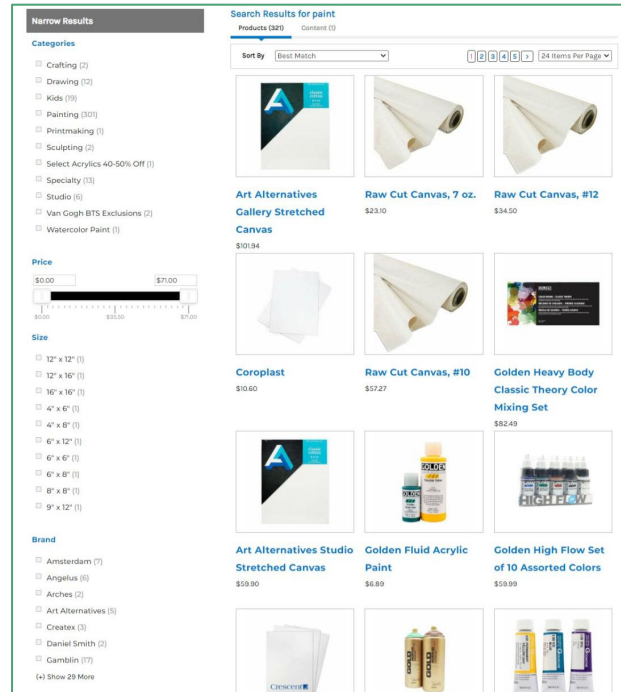 Narrow Results
Categories
Crafting (2)
Drawing (12)
Kids (19)
Painting (301)
Printmaking (1)
Sculpting (2)
Select Acrylics 40-50% Off (1)
Specialty (13)
Studio (6)
Van Gogh BTS Exclusions (2)
Watercolor Paint (1)
Price
$0.00 $71.00
$0.00 $35.50 $71.00
Size
12" x 12" (1)
12" x 16" (1)
16" x 16" (1)
4" x 6" (1)
4" x 8" (1)
6" x 12" (1)
6" x 6" (1)
6" x 8" (1)
8" x 8" (1)
9" x 12" (1)
Brand
Amsterdam (7)
Angelus (6)
Arches (2)
Art Alternatives (5)
Createx (3)
Daniel Smith (2)
Gamblin (17)
(+) Show 29 More
Search Results for paint
Products (321) Content (1)
Sort By Best Match 1 2 3 4 5 > 24 Items Per Page
Art Alternatives
Gallery Stretched
Canvas
$101.94
Raw Cut Canvas, 7 oz.
$23.10
Raw Cut Canvas, #12
$34.50
Coroplast
$10.60
Raw Cut Canvas, #10
$57.27
Golden Heavy Body
Classic Theory Color
Mixing Set
$82.49
GOLDEN
GOLDEN
HIGH FLOW
Art Alternatives Studio
Stretched Canvas
$59.90
Golden Fluid Acrylic
Paint
$6.89
Golden High Flow Set
of 10 Assorted Colors
$59.99
Crescent
GOLD
GOLD